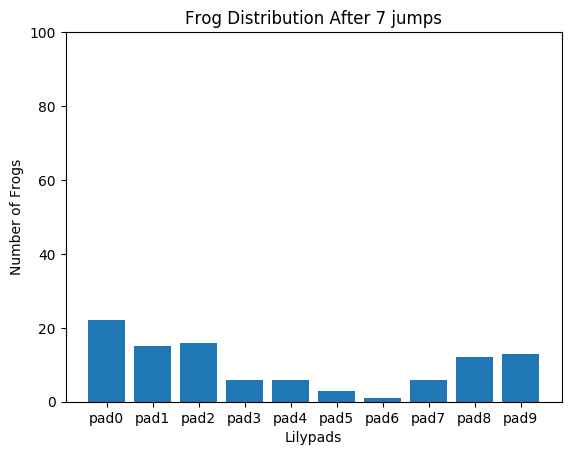 Frog Distribution After 7 jumps
100
80
60
40
20
0
Number of Frogs
pad0 pad1 pad2 pad3 pad4 pad5 pad6 pad7 pad8 pad9
Lilypads